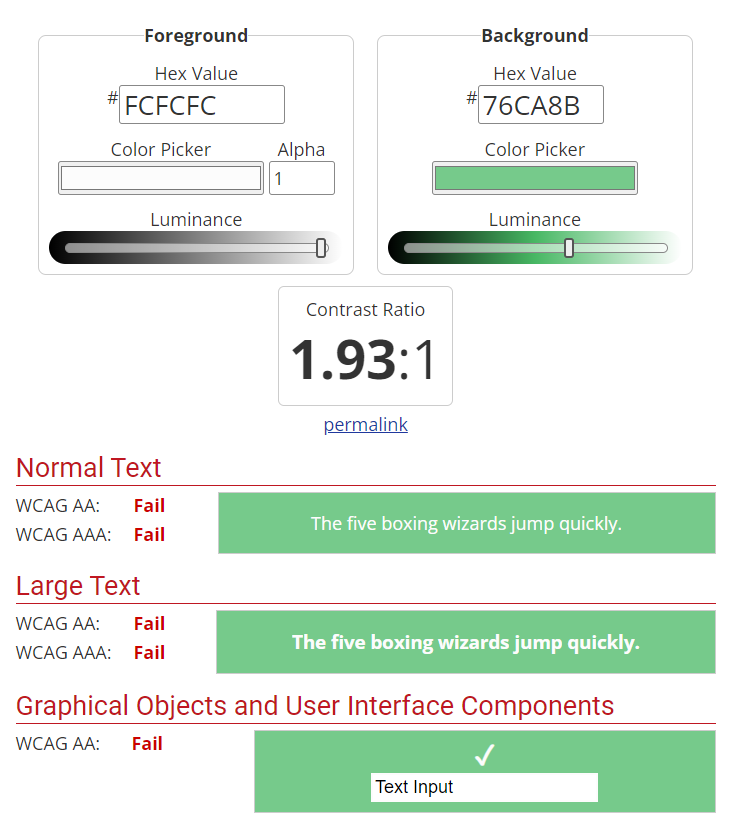 Foreground Background
Hex Value Hex Value
# FCFCFC # 76CA8B
Color Picker Alpha Color Picker
1
Luminance Luminance
Contrast Ratio
1.93:1
permalink
Normal Text
WCAG AA: Fail
The five boxing wizards jump quickly.
WCAG AAA: Fail
Large Text
WCAG AA: Fail
The five boxing wizards jump quickly.
WCAG AAA: Fail
Graphical Objects and User Interface Components
WCAG AA: Fail
✓
Text Input